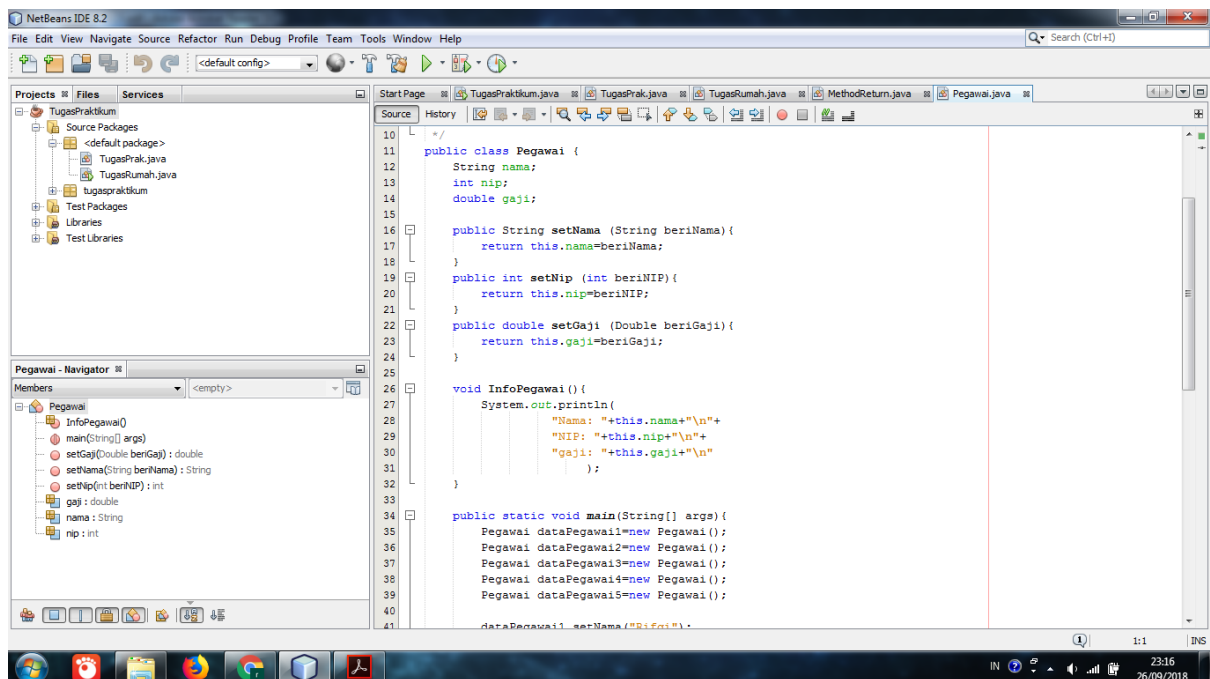 NetBeans IDE 8.2
File Edit View Navigate Source Refactor Run Debug Profile Team Tools Window Help
Search (Ctrl+I)
<default config>
Projects Files Services
TugasPraktikum
Source Packages
<default package>
TugasPrak.java
TugasRumah.java
tugaspraktikum
Test Packages
Libraries
Test Libraries
Pegawai - Navigator
Members <empty>
Pegawai
InfoPegawai()
main(String[] args)
setGaji(Double beriGaji) : double
setNama(String beriNama) : String
setNip(int beriNIP) : int
gaji : double
nama : String
nip : int
Start Page TugasPraktikum.java TugasPrak.java TugasRumah.java MethodReturn.java Pegawai.java
Source History
10 */
11 public class Pegawai {
12 String nama;
13 int nip;
14 double gaji;
15
16 public String setNama (String beriNama){
17 return this.nama=beriNama;
18 }
19 public int setNip (int beriNIP){
20 return this.nip=beriNIP;
21 }
22 public double setGaji (Double beriGaji){
23 return this.gaji=beriGaji;
24 }
25
26 void InfoPegawai(){
27 System.out.println(
28 "Nama: "+this.nama+"\n"+
29 "NIP: "+this.nip+"\n"+
30 "gaji: "+this.gaji+"\n"
31 );
32 }
33
34 public static void main(String[] args){
35 Pegawai dataPegawai1=new Pegawai();
36 Pegawai dataPegawai2=new Pegawai();
37 Pegawai dataPegawai3=new Pegawai();
38 Pegawai dataPegawai4=new Pegawai();
39 Pegawai dataPegawai5=new Pegawai();
40
41 dataPegawai1.setNama("Rifqi");
1:1 INS
IN 23:16
26/09/2018